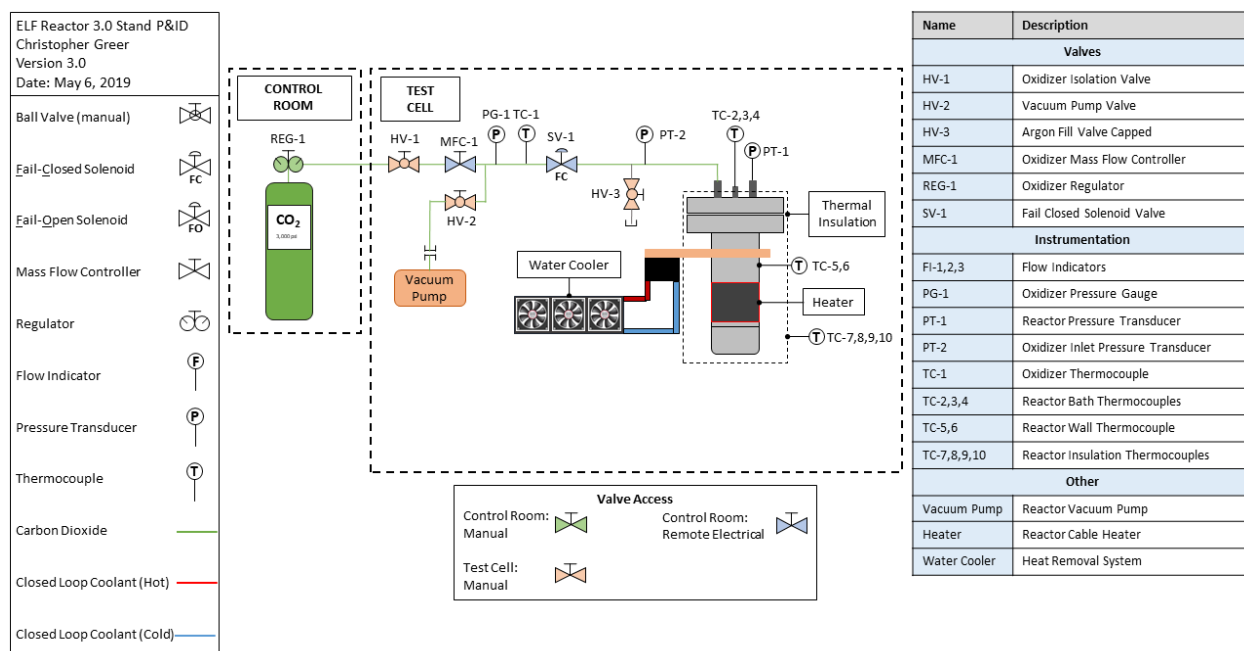 ELF Reactor 3.0 Stand P&ID
Christopher Greer
Version 3.0
Date: May 6, 2019
Ball Valve (manual)
Fail-Closed Solenoid
FC
Fail-Open Solenoid
FO
Mass Flow Controller
Regulator
Flow Indicator
F
Pressure Transducer
P
Thermocouple
T
Carbon Dioxide
Closed Loop Coolant (Hot)
Closed Loop Coolant (Cold)
CONTROL
ROOM
REG-1
CO2
3,000 psi
TEST
CELL
HV-1
MFC-1
PG-1
P
TC-1
T
SV-1
FC
P
PT-2
TC-2,3,4
T
P
PT-1
HV-2
HV-3
Vacuum
Pump
Water Cooler
Thermal
Insulation
T
TC-5,6
Heater
T
TC-7,8,9,10
Valve Access
Control Room:
Manual
Control Room:
Remote Electrical
Test Cell:
Manual
Name Description
Valves
HV-1 Oxidizer Isolation Valve
HV-2 Vacuum Pump Valve
HV-3 Argon Fill Valve Capped
MFC-1 Oxidizer Mass Flow Controller
REG-1 Oxidizer Regulator
SV-1 Fail Closed Solenoid Valve
Instrumentation
FI-1,2,3 Flow Indicators
PG-1 Oxidizer Pressure Gauge
PT-1 Reactor Pressure Transducer
PT-2 Oxidizer Inlet Pressure Transducer
TC-1 Oxidizer Thermocouple
TC-2,3,4 Reactor Bath Thermocouples
TC-5,6 Reactor Wall Thermocouple
TC-7,8,9,10 Reactor Insulation Thermocouples
Other
Vacuum Pump Reactor Vacuum Pump
Heater Reactor Cable Heater
Water Cooler Heat Removal System